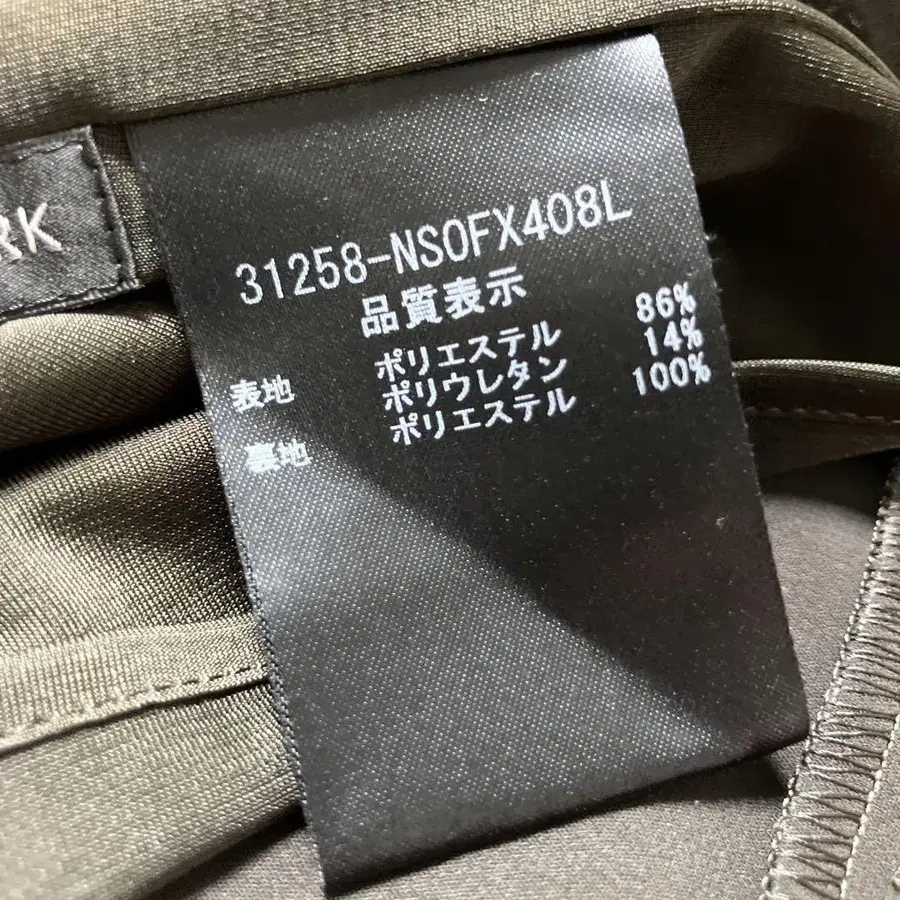 RK
31258-NSOFX408L
品質表示
表地 ポリエステル 86%
ポリウレタン 14%
裏地 ポリエステル 100%